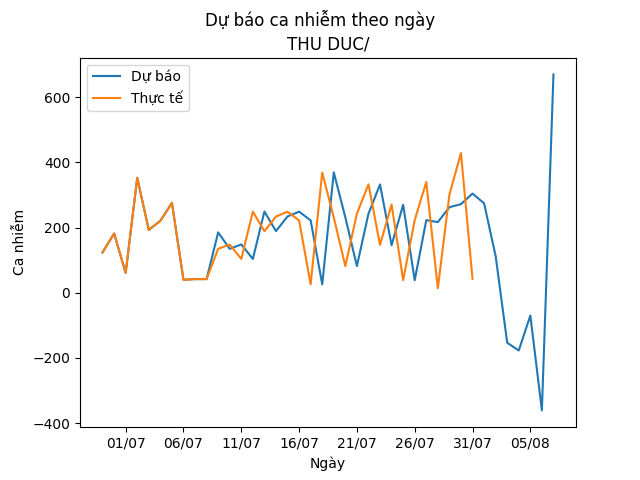 Dự báo ca nhiễm theo ngày
THU DUC/
Dự báo
Thực tế
Ca nhiễm
600
400
200
0
−200
−400
01/07 06/07 11/07 16/07 21/07 26/07 31/07 05/08
Ngày